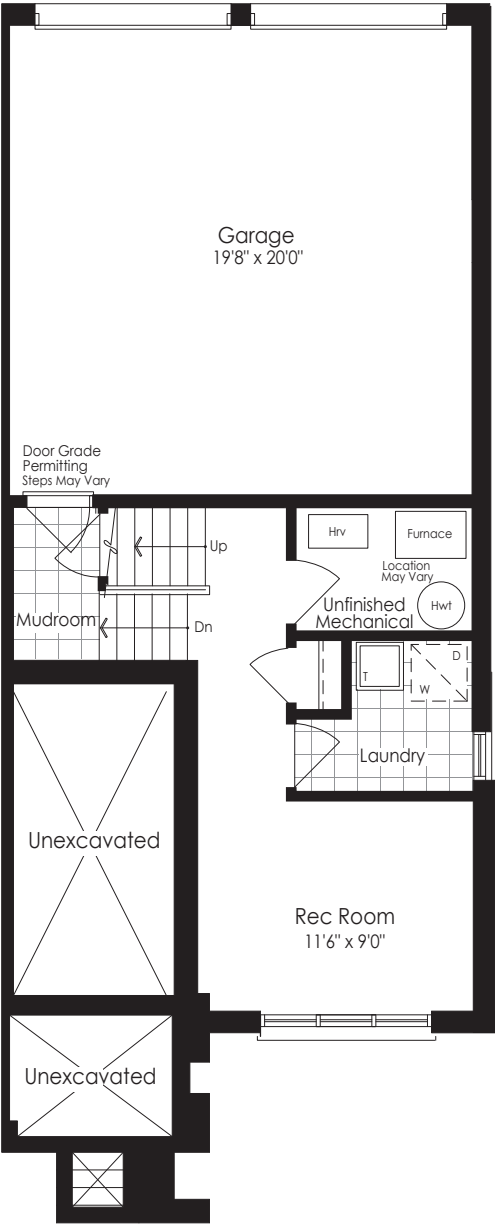 Garage
19'8" x 20'0"
Door Grade
Permitting
Steps May Vary
Hrv
Furnace
Up
Location
May Vary
Unfinished
Mechanical
Hwt
Mudroom
Dn
D
T
W
Laundry
Unexcavated
Rec Room
11'6" x 9'0"
Unexcavated